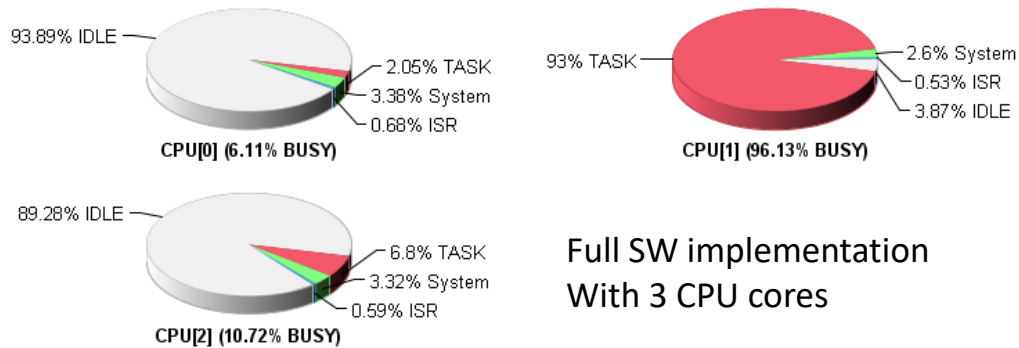 93.89% IDLE
2.05% TASK
3.38% System
0.68% ISR
CPU[0] (6.11% BUSY)
93% TASK
2.6% System
0.53% ISR
3.87% IDLE
CPU[1] (96.13% BUSY)
89.28% IDLE
6.8% TASK
3.32% System
0.59% ISR
CPU[2] (10.72% BUSY)
Full SW implementation
With 3 CPU cores